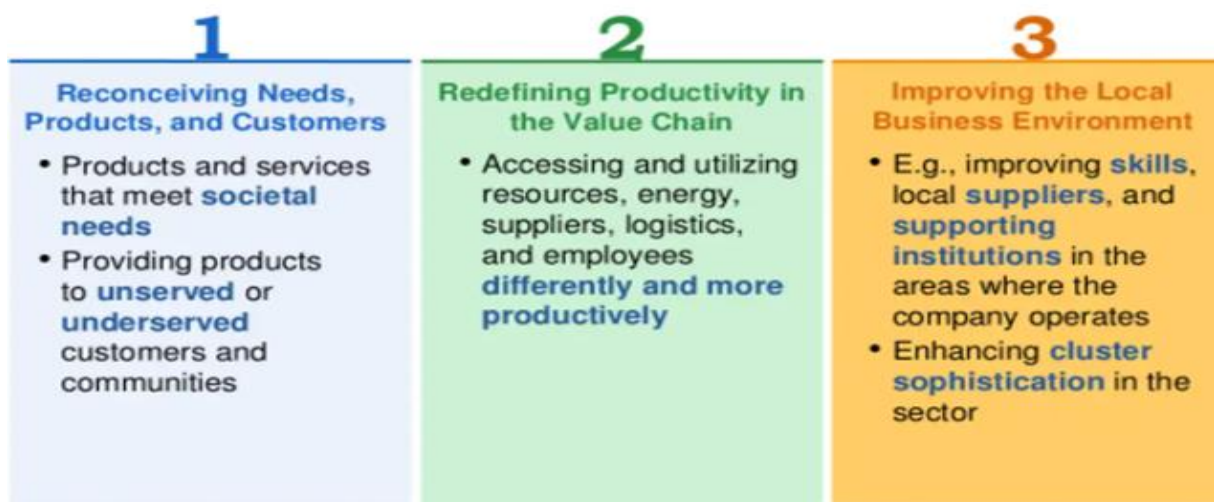 1
Reconceiving Needs,
Products, and Customers
• Products and services
that meet societal
needs
• Providing products
to unserved or
underserved
customers and
communities
2
Redefining Productivity in
the Value Chain
• Accessing and utilizing
resources, energy,
suppliers, logistics,
and employees
differently and more
productively
3
Improving the Local
Business Environment
• E.g., improving skills,
local suppliers, and
supporting
institutions in the
areas where the
company operates
• Enhancing cluster
sophistication in the
sector